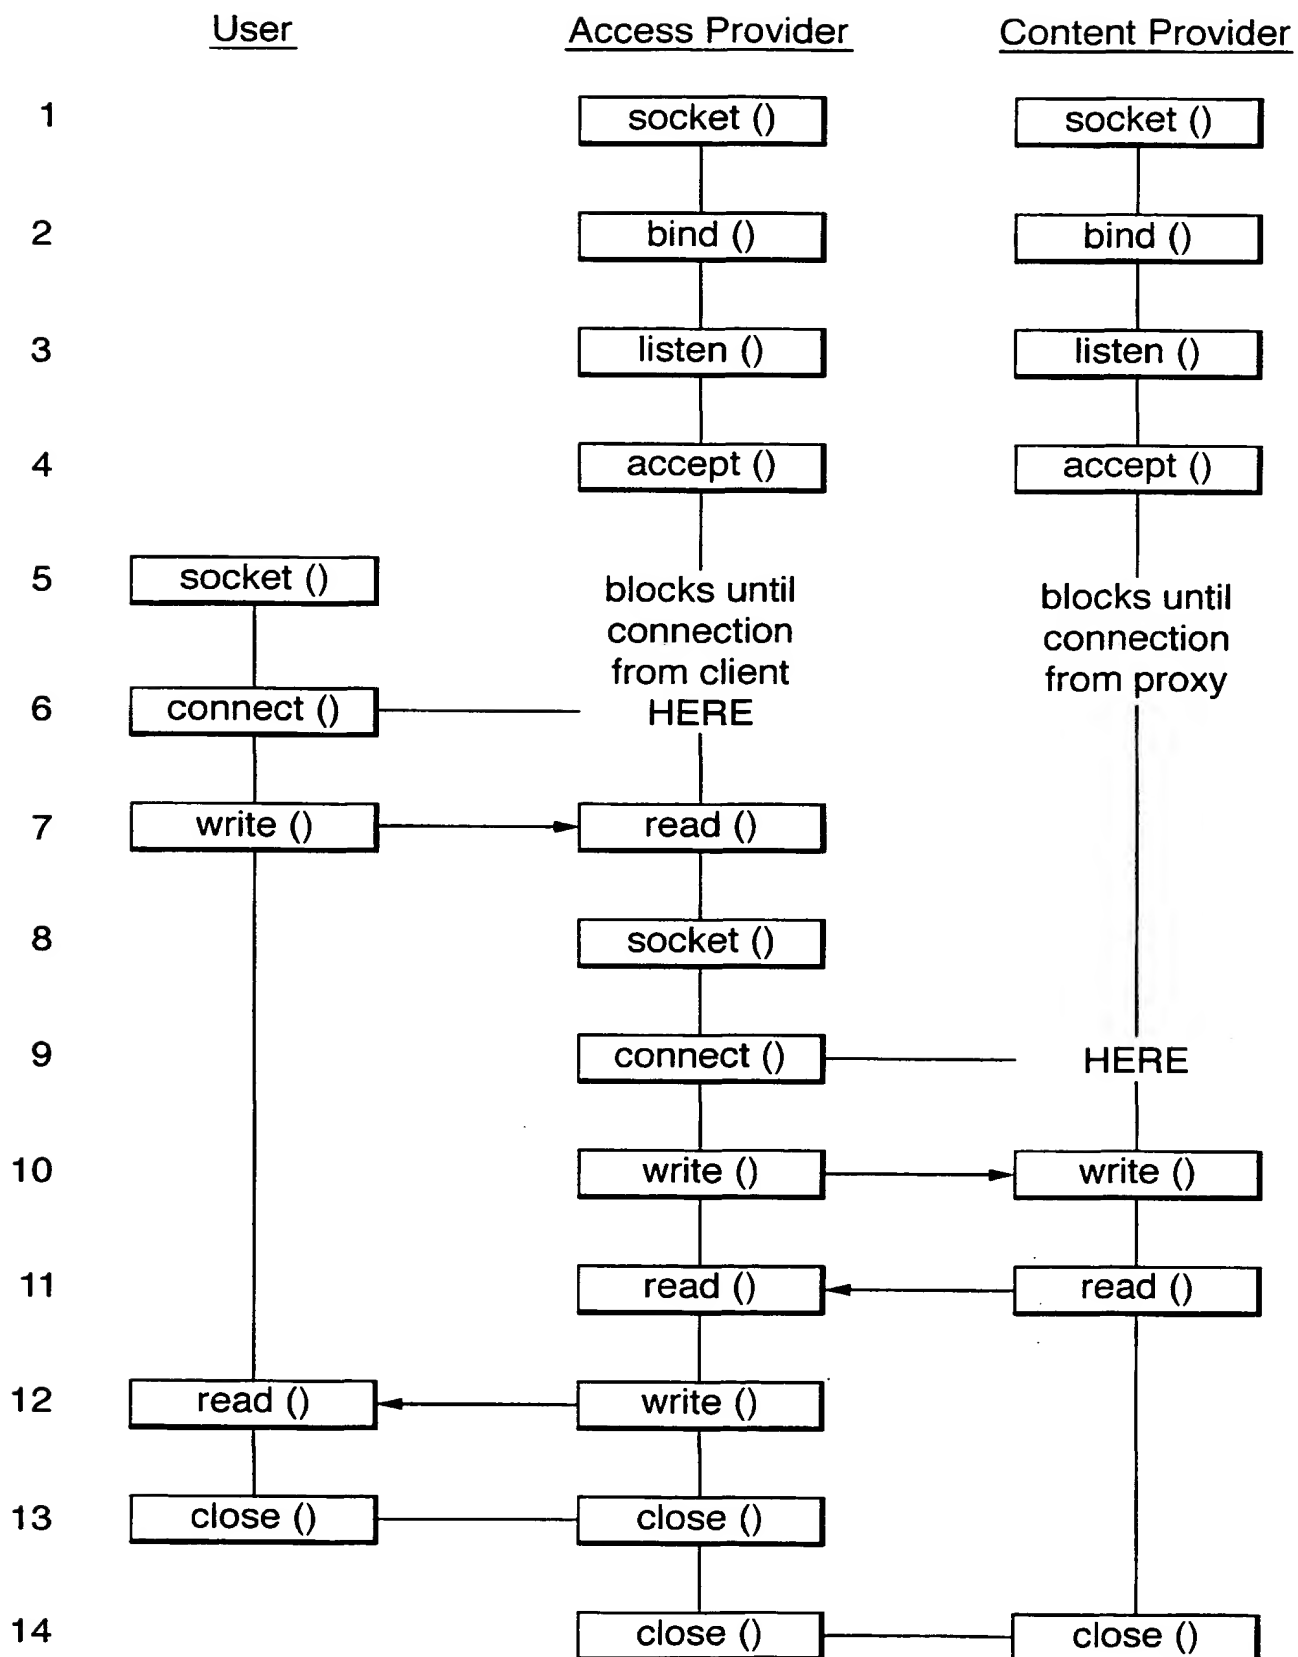 User Access Provider Content Provider
1 socket () socket ()
2 bind () bind ()
3 listen () listen ()
4 accept () accept ()
5 socket () blocks until blocks until
connection connection
from client from proxy
6 connect () HERE
7 write () read ()
8 socket ()
9 connect () HERE
10 write () write ()
11 read () read ()
12 read () write ()
13 close () close ()
14 close () close ()